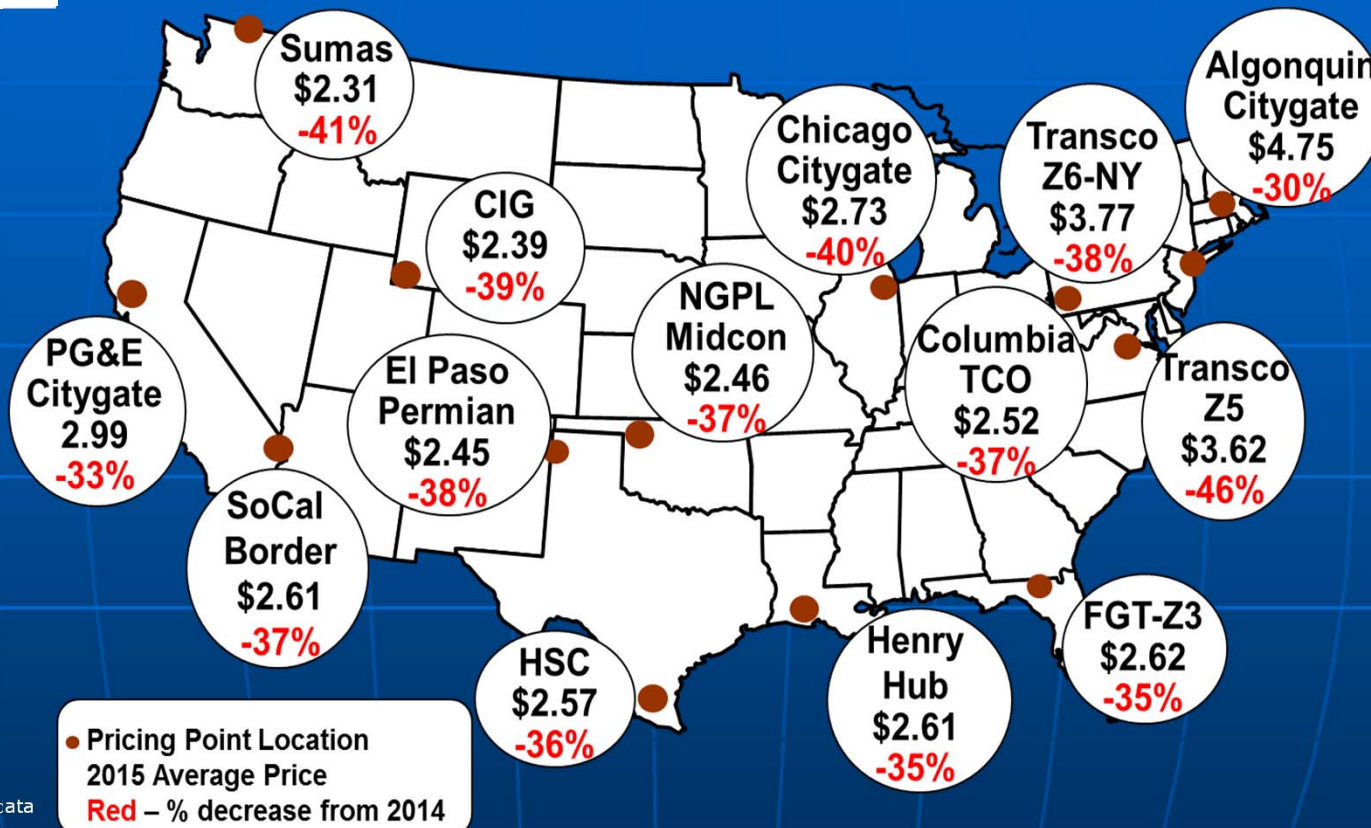 Sumas
$2.31
-41%
Algonquin
Citygate
$4.75
-30%
Chicago
Citygate
$2.73
-40%
Transco
Z6-NY
$3.77
-38%
CIG
$2.39
-39%
NGPL
Midcon
$2.46
-37%
Columbia
TCO
$2.52
-37%
PG&E
Citygate
2.99
-33%
El Paso
Permian
$2.45
-38%
Transco
Z5
$3.62
-46%
SoCal
Border
$2.61
-37%
HSC
$2.57
-36%
Henry
Hub
$2.61
-35%
FGT-Z3
$2.62
-35%
Pricing Point Location
2015 Average Price
Red – % decrease from 2014